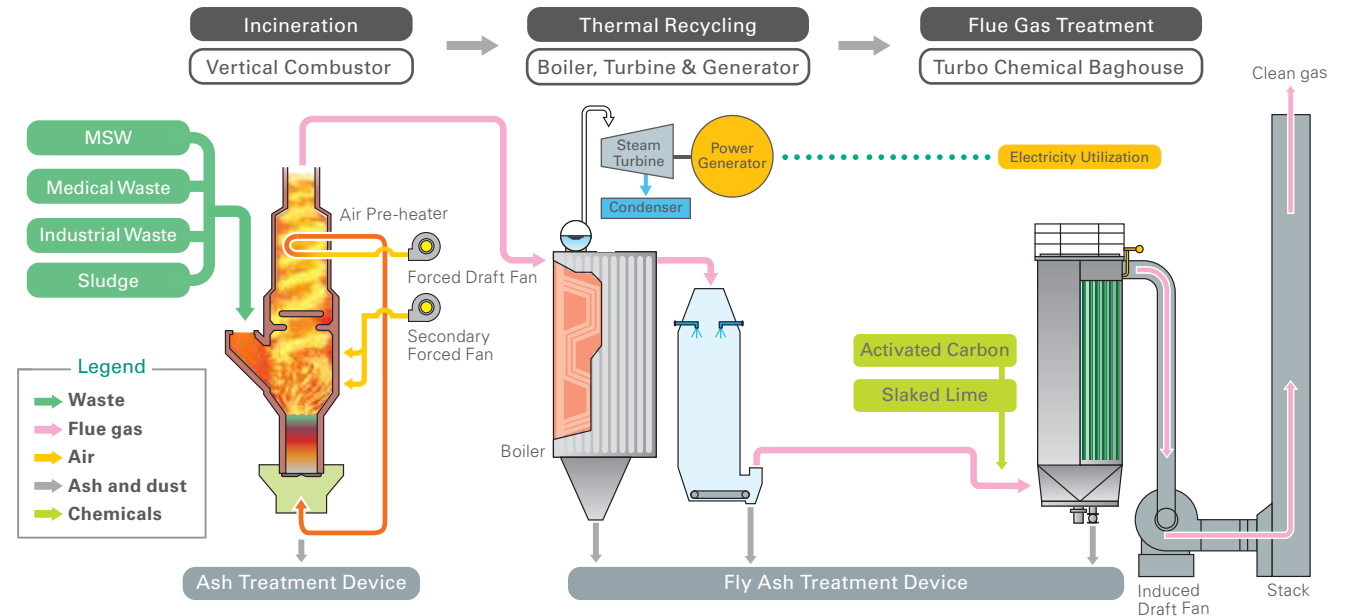 Incineration
Vertical Combustor
Thermal Recycling
Boiler, Turbine & Generator
Flue Gas Treatment
Turbo Chemical Baghouse
Clean gas
MSW
Medical Waste
Industrial Waste
Sludge
Air Pre-heater
Forced Draft Fan
Secondary
Forced Fan
Steam
Turbine
Power
Generator
Condenser
Electricity Utilization
Legend
Waste
Flue gas
Air
Ash and dust
Chemicals
Boiler
Activated Carbon
Slaked Lime
Ash Treatment Device
Fly Ash Treatment Device
Induced
Draft Fan
Stack